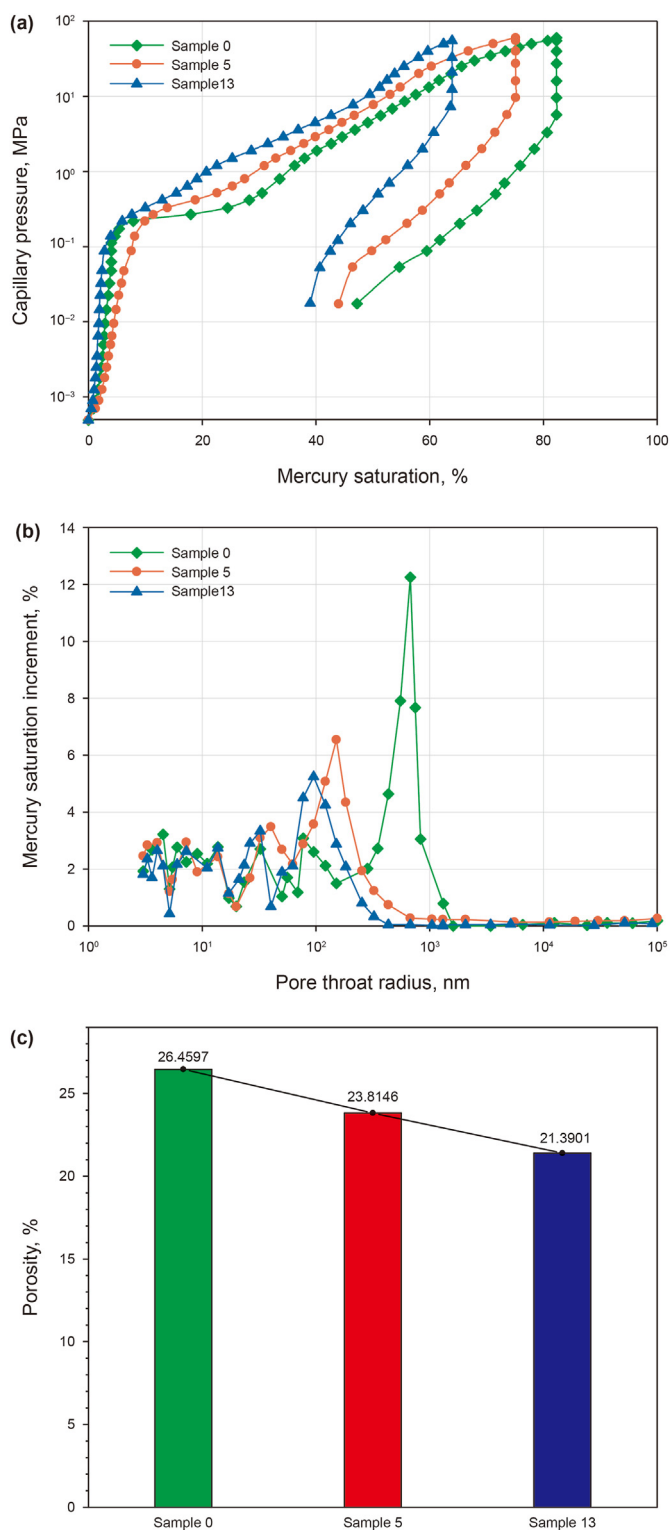 (a)
10²
10¹
10⁰
10⁻¹
10⁻²
10⁻³
Capillary pressure, MPa
Sample 0
Sample 5
Sample13
0 20 40 60 80 100
Mercury saturation, %
(b)
14
12
10
8
6
4
2
0
Mercury saturation increment, %
Sample 0
Sample 5
Sample13
10⁰ 10¹ 10² 10³ 10⁴ 10⁵
Pore throat radius, nm
(c)
25
20
15
10
5
0
Porosity, %
26.4597
23.8146
21.3901
Sample 0 Sample 5 Sample 13